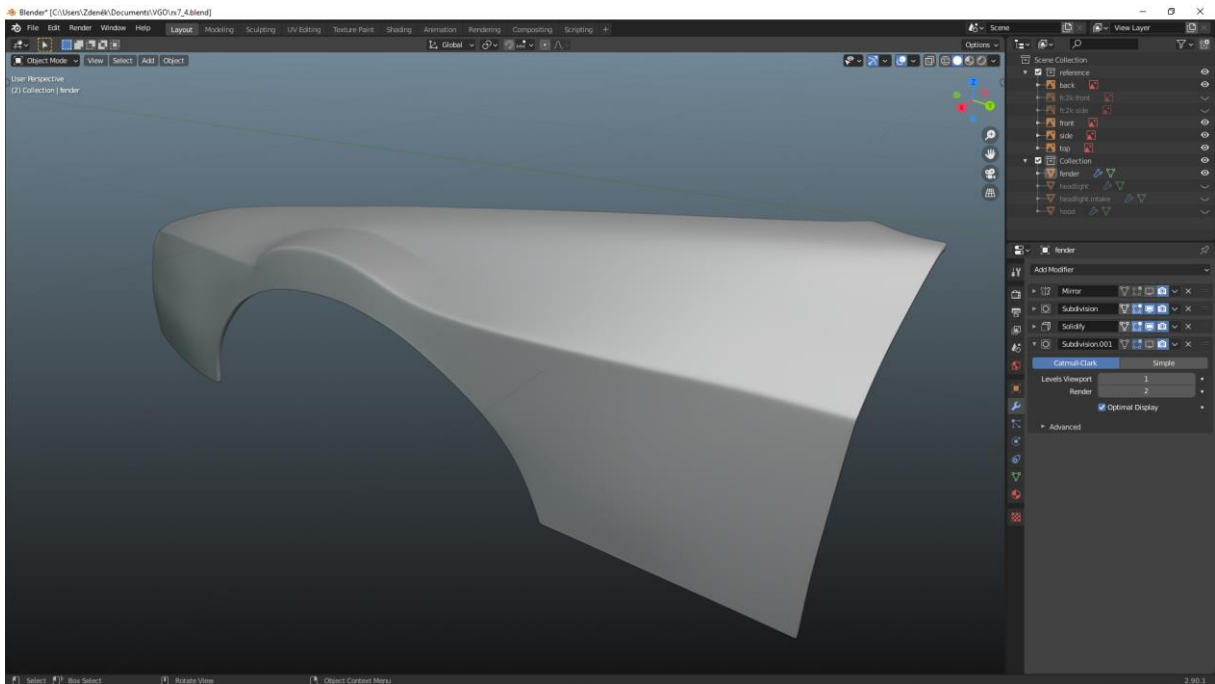 Blender* [C:\Users\Zdeněk\Documents\VGO\rx7_4.blend]
File Edit Render Window Help Layout Modeling Sculpting UV Editing Texture Paint Shading Animation Rendering Compositing Scripting + Scene View Layer
Global Options
Object Mode View Select Add Object
User Perspective
(2) Collection | fender
Scene Collection
reference
back
fc2k front
fc2k side
front
side
top
Collection
fender
headlight
headlight.intake
hood
fender
Add Modifier
Mirror
Subdivision
Solidify
Subdivision.001
Catmull-Clark Simple
Levels Viewport 1
Render 2
Optimal Display
Advanced
Select Box Select Rotate View Object Context Menu 2.90.1